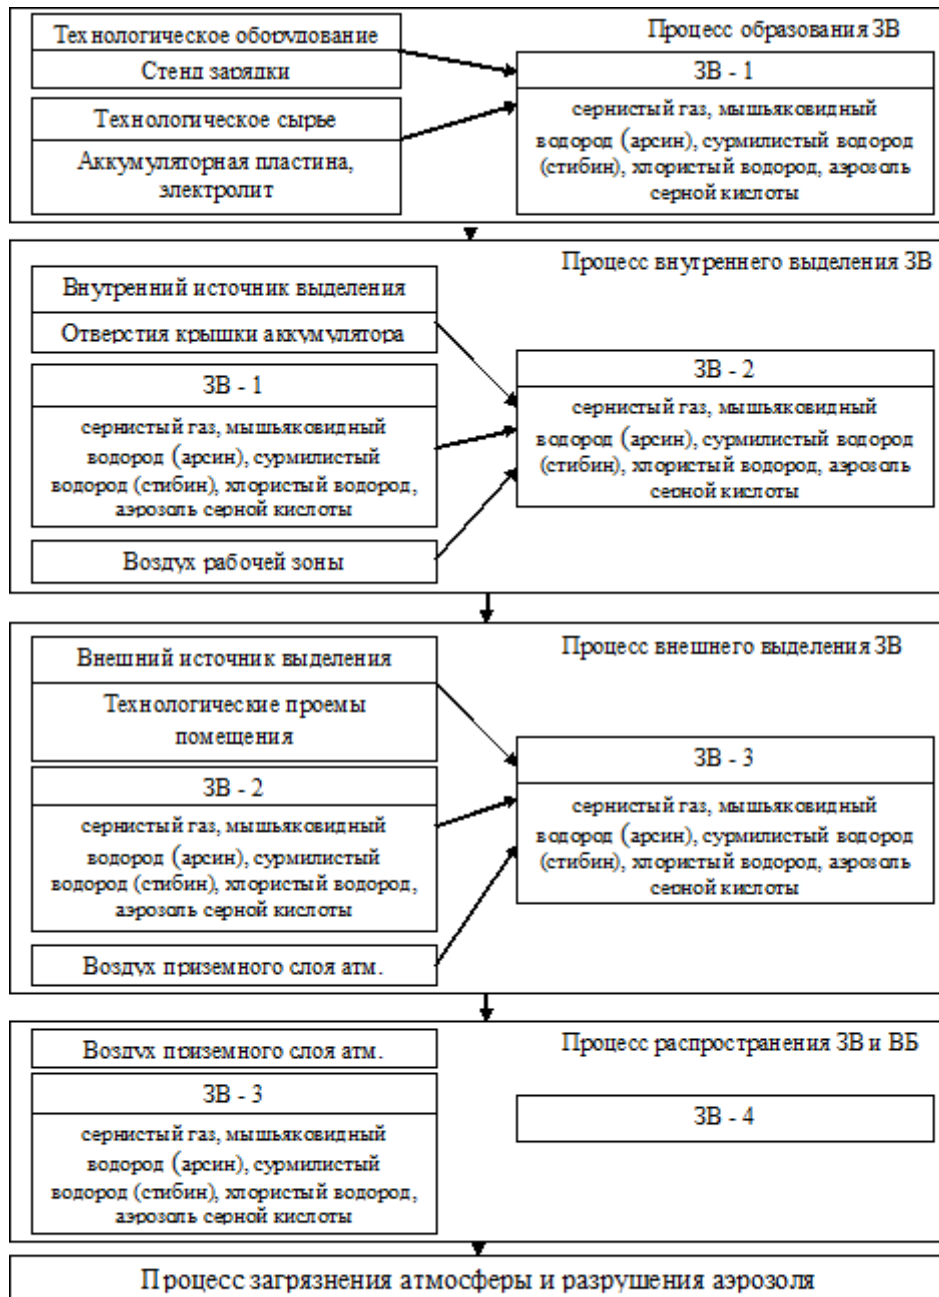 Технологическое оборудование
Стенд зарядки
Технологическое сырье
Аккумуляторная пластина,
электролит
Процесс образования ЗВ
ЗВ - 1
сернистый газ, мышьяковидный
водород (арсин), сурмилистый водород
(стибин), хлористый водород, аэрозоль
серной кислоты
Процесс внутреннего выделения ЗВ
Внутренний источник выделения
Отверстия крышки аккумулятора
ЗВ - 1
сернистый газ, мышьяковидный
водород (арсин), сурмилистый
водород (стибин), хлористый водород,
аэрозоль серной кислоты
Воздух рабочей зоны
ЗВ - 2
сернистый газ, мышьяковидный
водород (арсин), сурмилистый водород
(стибин), хлористый водород, аэрозоль
серной кислоты
Процесс внешнего выделения ЗВ
Внешний источник выделения
Технологические проемы
помещения
ЗВ - 2
сернистый газ, мышьяковидный
водород (арсин), сурмилистый
водород (стибин), хлористый водород,
аэрозоль серной кислоты
Воздух приземного слоя атм.
ЗВ - 3
сернистый газ, мышьяковидный
водород (арсин), сурмилистый водород
(стибин), хлористый водород, аэрозоль
серной кислоты
Процесс распространения ЗВ и ВБ
Воздух приземного слоя атм.
ЗВ - 3
сернистый газ, мышьяковидный
водород (арсин), сурмилистый
водород (стибин), хлористый водород,
аэрозоль серной кислоты
ЗВ - 4
Процесс загрязнения атмосферы и разрушения аэрозоля